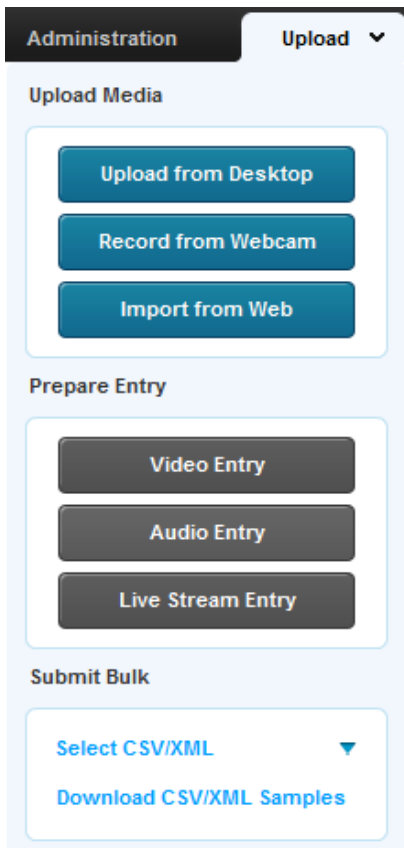 Administration
Upload
Upload Media
Upload from Desktop
Record from Webcam
Import from Web
Prepare Entry
Video Entry
Audio Entry
Live Stream Entry
Submit Bulk
Select CSV/XML
Download CSV/XML Samples